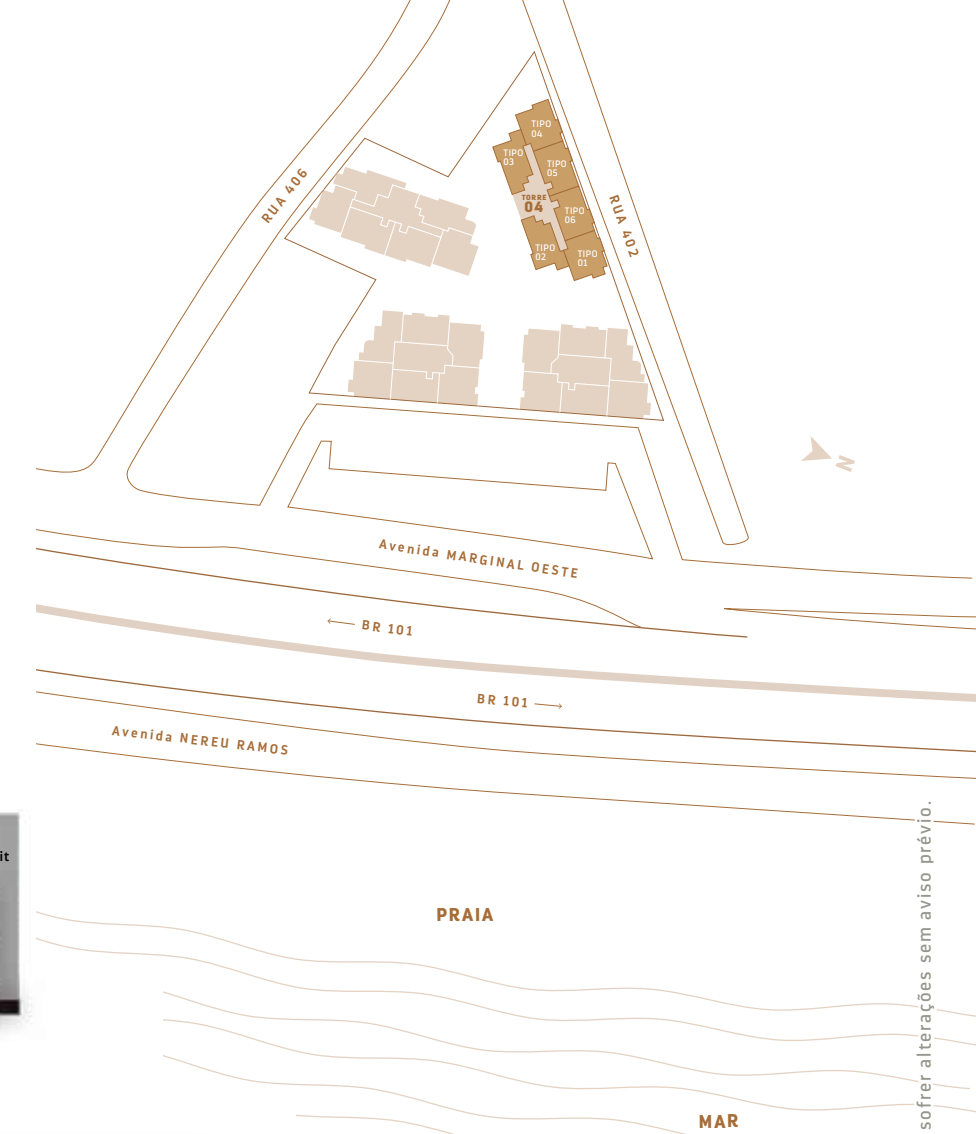 TIPO
04
TIPO
03
TIPO
05
RUA 406
TORRE
04
TIPO
06
RUA 402
TIPO
02
TIPO
01
N
Avenida MARGINAL OESTE
BR 101
BR 101
Avenida NEREU RAMOS
it
PRAIA
MAR
sofrer alterações sem aviso prévio.